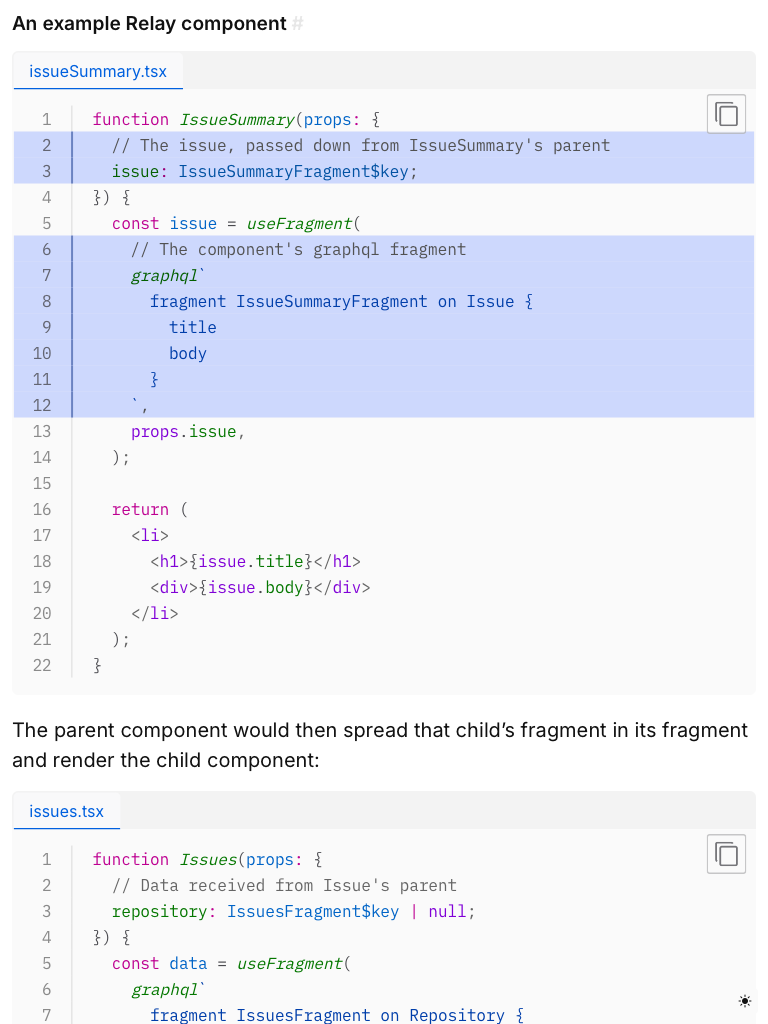 An example Relay component #
issueSummary.tsx
1 function IssueSummary(props: {
2 // The issue, passed down from IssueSummary's parent
3 issue: IssueSummaryFragment$key;
4 }) {
5 const issue = useFragment(
6 // The component's graphql fragment
7 graphql`
8 fragment IssueSummaryFragment on Issue {
9 title
10 body
11 }
12 `,
13 props.issue,
14 );
15
16 return (
17 <li>
18 <h1>{issue.title}</h1>
19 <div>{issue.body}</div>
20 </li>
21 );
22 }
The parent component would then spread that child’s fragment in its fragment
and render the child component:
issues.tsx
1 function Issues(props: {
2 // Data received from Issue's parent
3 repository: IssuesFragment$key | null;
4 }) {
5 const data = useFragment(
6 graphql`
7 fragment IssuesFragment on Repository {